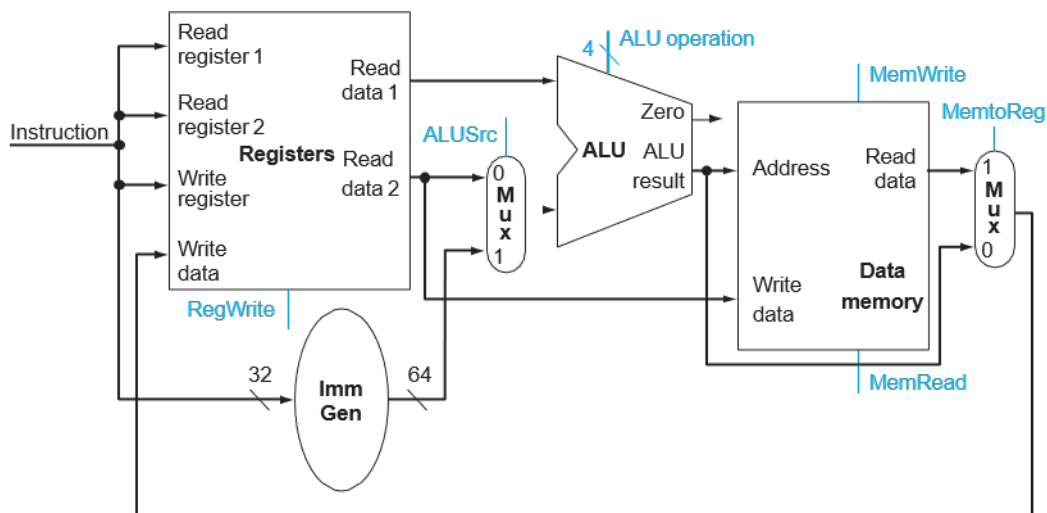 Instruction
Read
register 1
Read
register 2
Write
register
Write
data
Registers
Read
data 1
Read
data 2
RegWrite
32
Imm
Gen
64
ALUSrc
0
Mux
1
4
ALU operation
Zero
ALU
ALU
result
MemWrite
Address
Read
data
Write
data
Data
memory
MemRead
MemtoReg
1
Mux
0